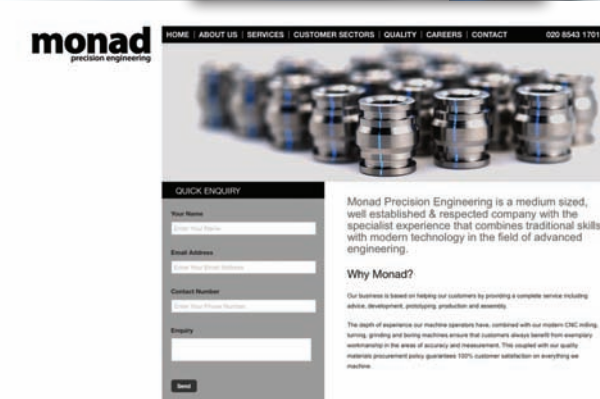 monad
precision engineering
HOME | ABOUT US | SERVICES | CUSTOMER SECTORS | QUALITY | CAREERS | CONTACT 020 8543 1701
QUICK ENQUIRY
Your Name
Enter Your Name
Email Address
Enter Your Email Address
Contact Number
Enter Your Phone Number
Enquiry
Send
Monad Precision Engineering is a medium sized,
well established & respected company with the
specialist experience that combines traditional skills
with modern technology in the field of advanced
engineering.
Why Monad?
Our business is based on helping our customers by providing a complete service including
advice, development, prototyping, production and assembly.
The depth of experience our machine operators have, combined with our modern CNC milling,
turning, grinding and boring machines ensure that customers always benefit from exemplary
workmanship in the areas of accuracy and measurement. This coupled with our quality
materials procurement policy guarantees 100% customer satisfaction on everything we
machine.